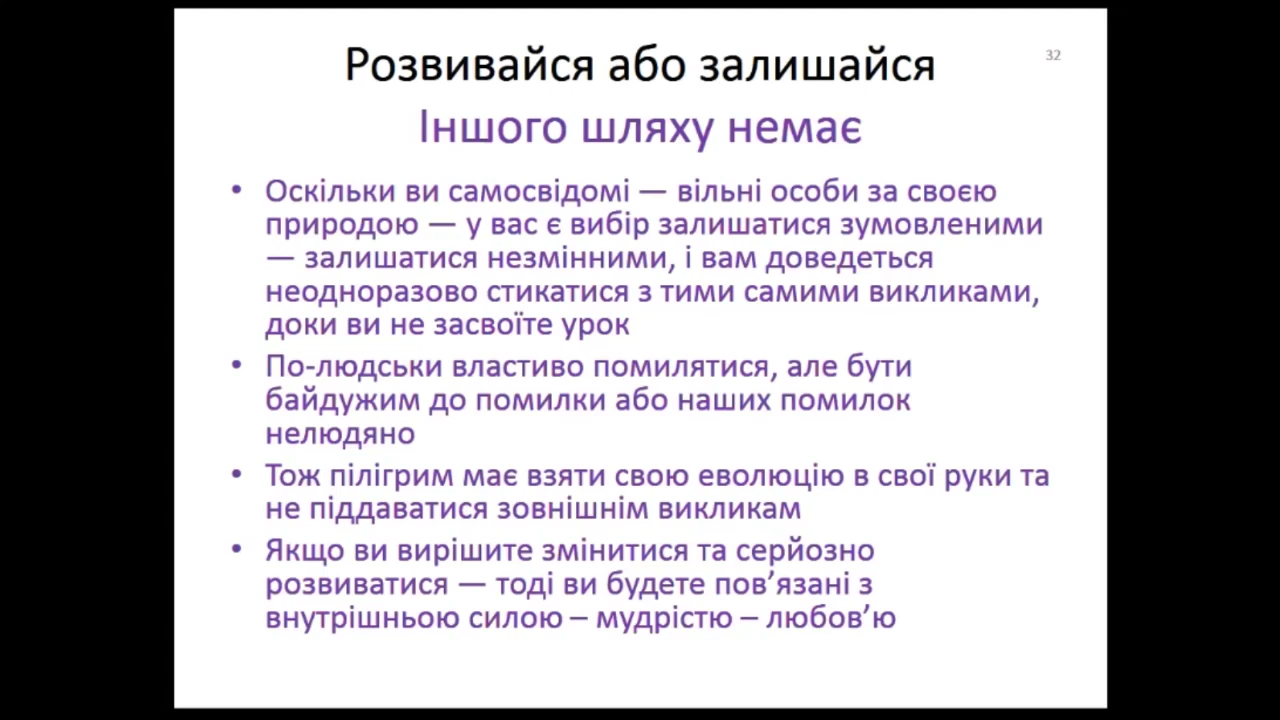 Розвивайся або залишайся
32
Іншого шляху немає
• Оскільки ви самосвідомі — вільні особи за своєю
природою — у вас є вибір залишатися зумовленими
— залишатися незмінними, і вам доведеться
неодноразово стикатися з тими самими викликами,
доки ви не засвоїте урок
• По-людськи властиво помилятися, але бути
байдужим до помилки або наших помилок
нелюдяно
• Тож пілігрим має взяти свою еволюцію в свої руки та
не піддаватися зовнішнім викликам
• Якщо ви вирішите змінитися та серйозно
розвиватися — тоді ви будете пов’язані з
внутрішньою силою – мудрістю – любов’ю